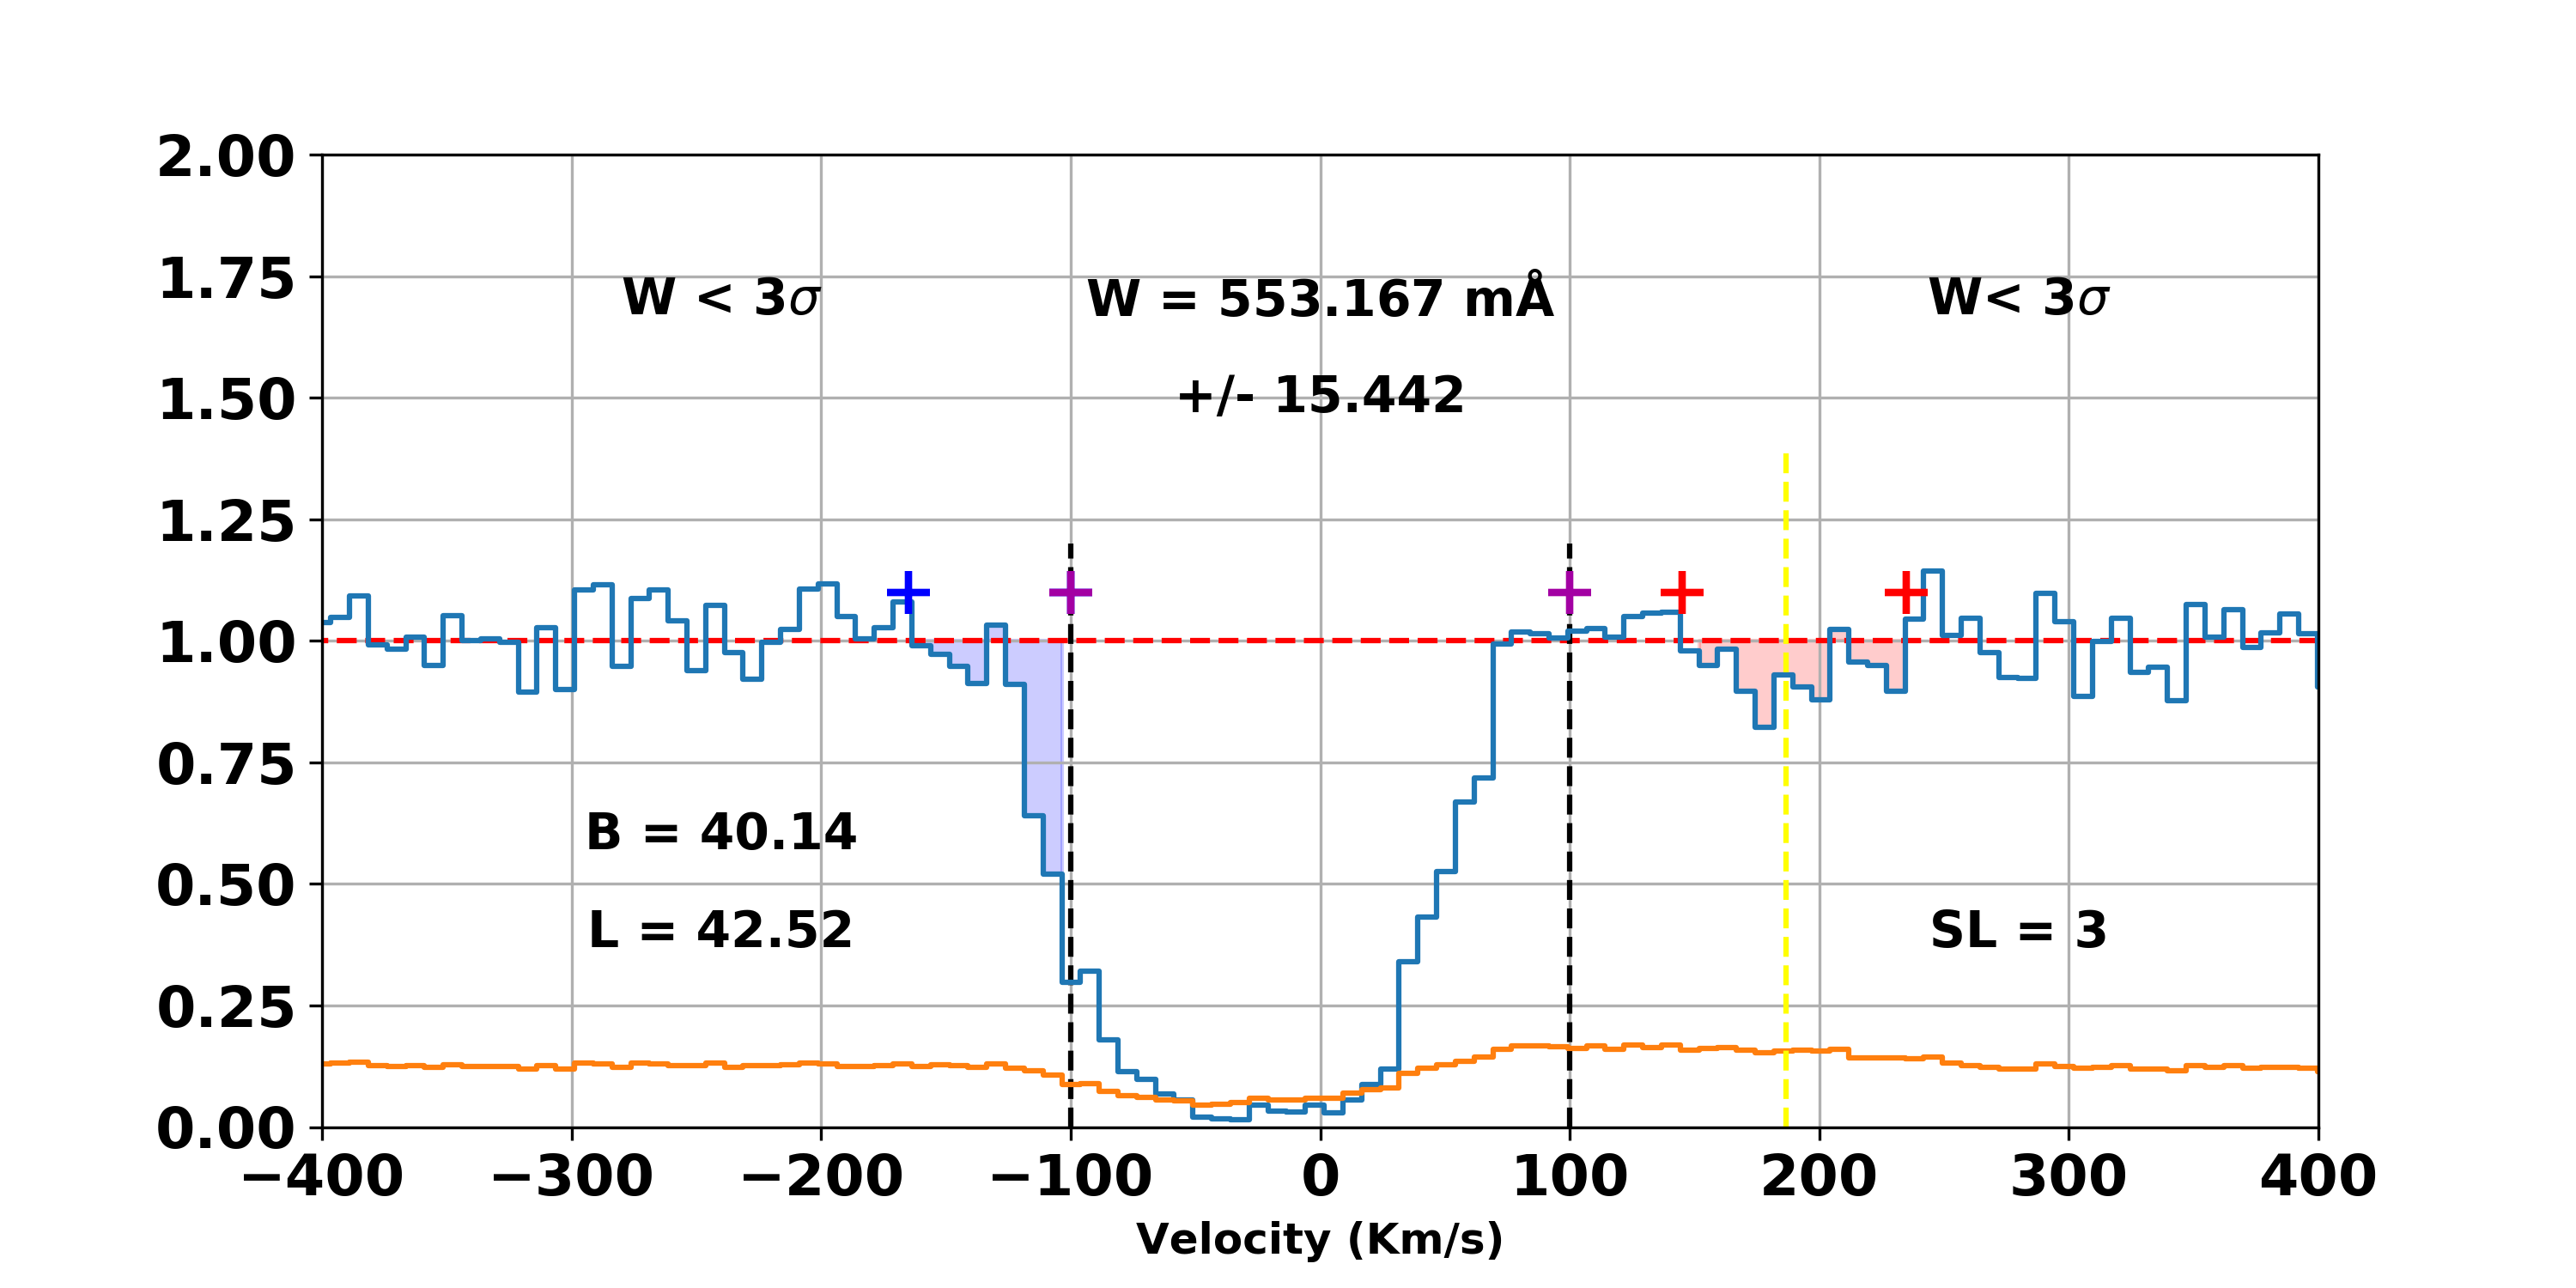 2.00
1.75
1.50
1.25
1.00
0.75
0.50
0.25
0.00
W < 3σ
W = 553.167 mÅ
+/- 15.442
W< 3σ
B = 40.14
L = 42.52
SL = 3
−400 −300 −200 −100 0 100 200 300 400
Velocity (Km/s)